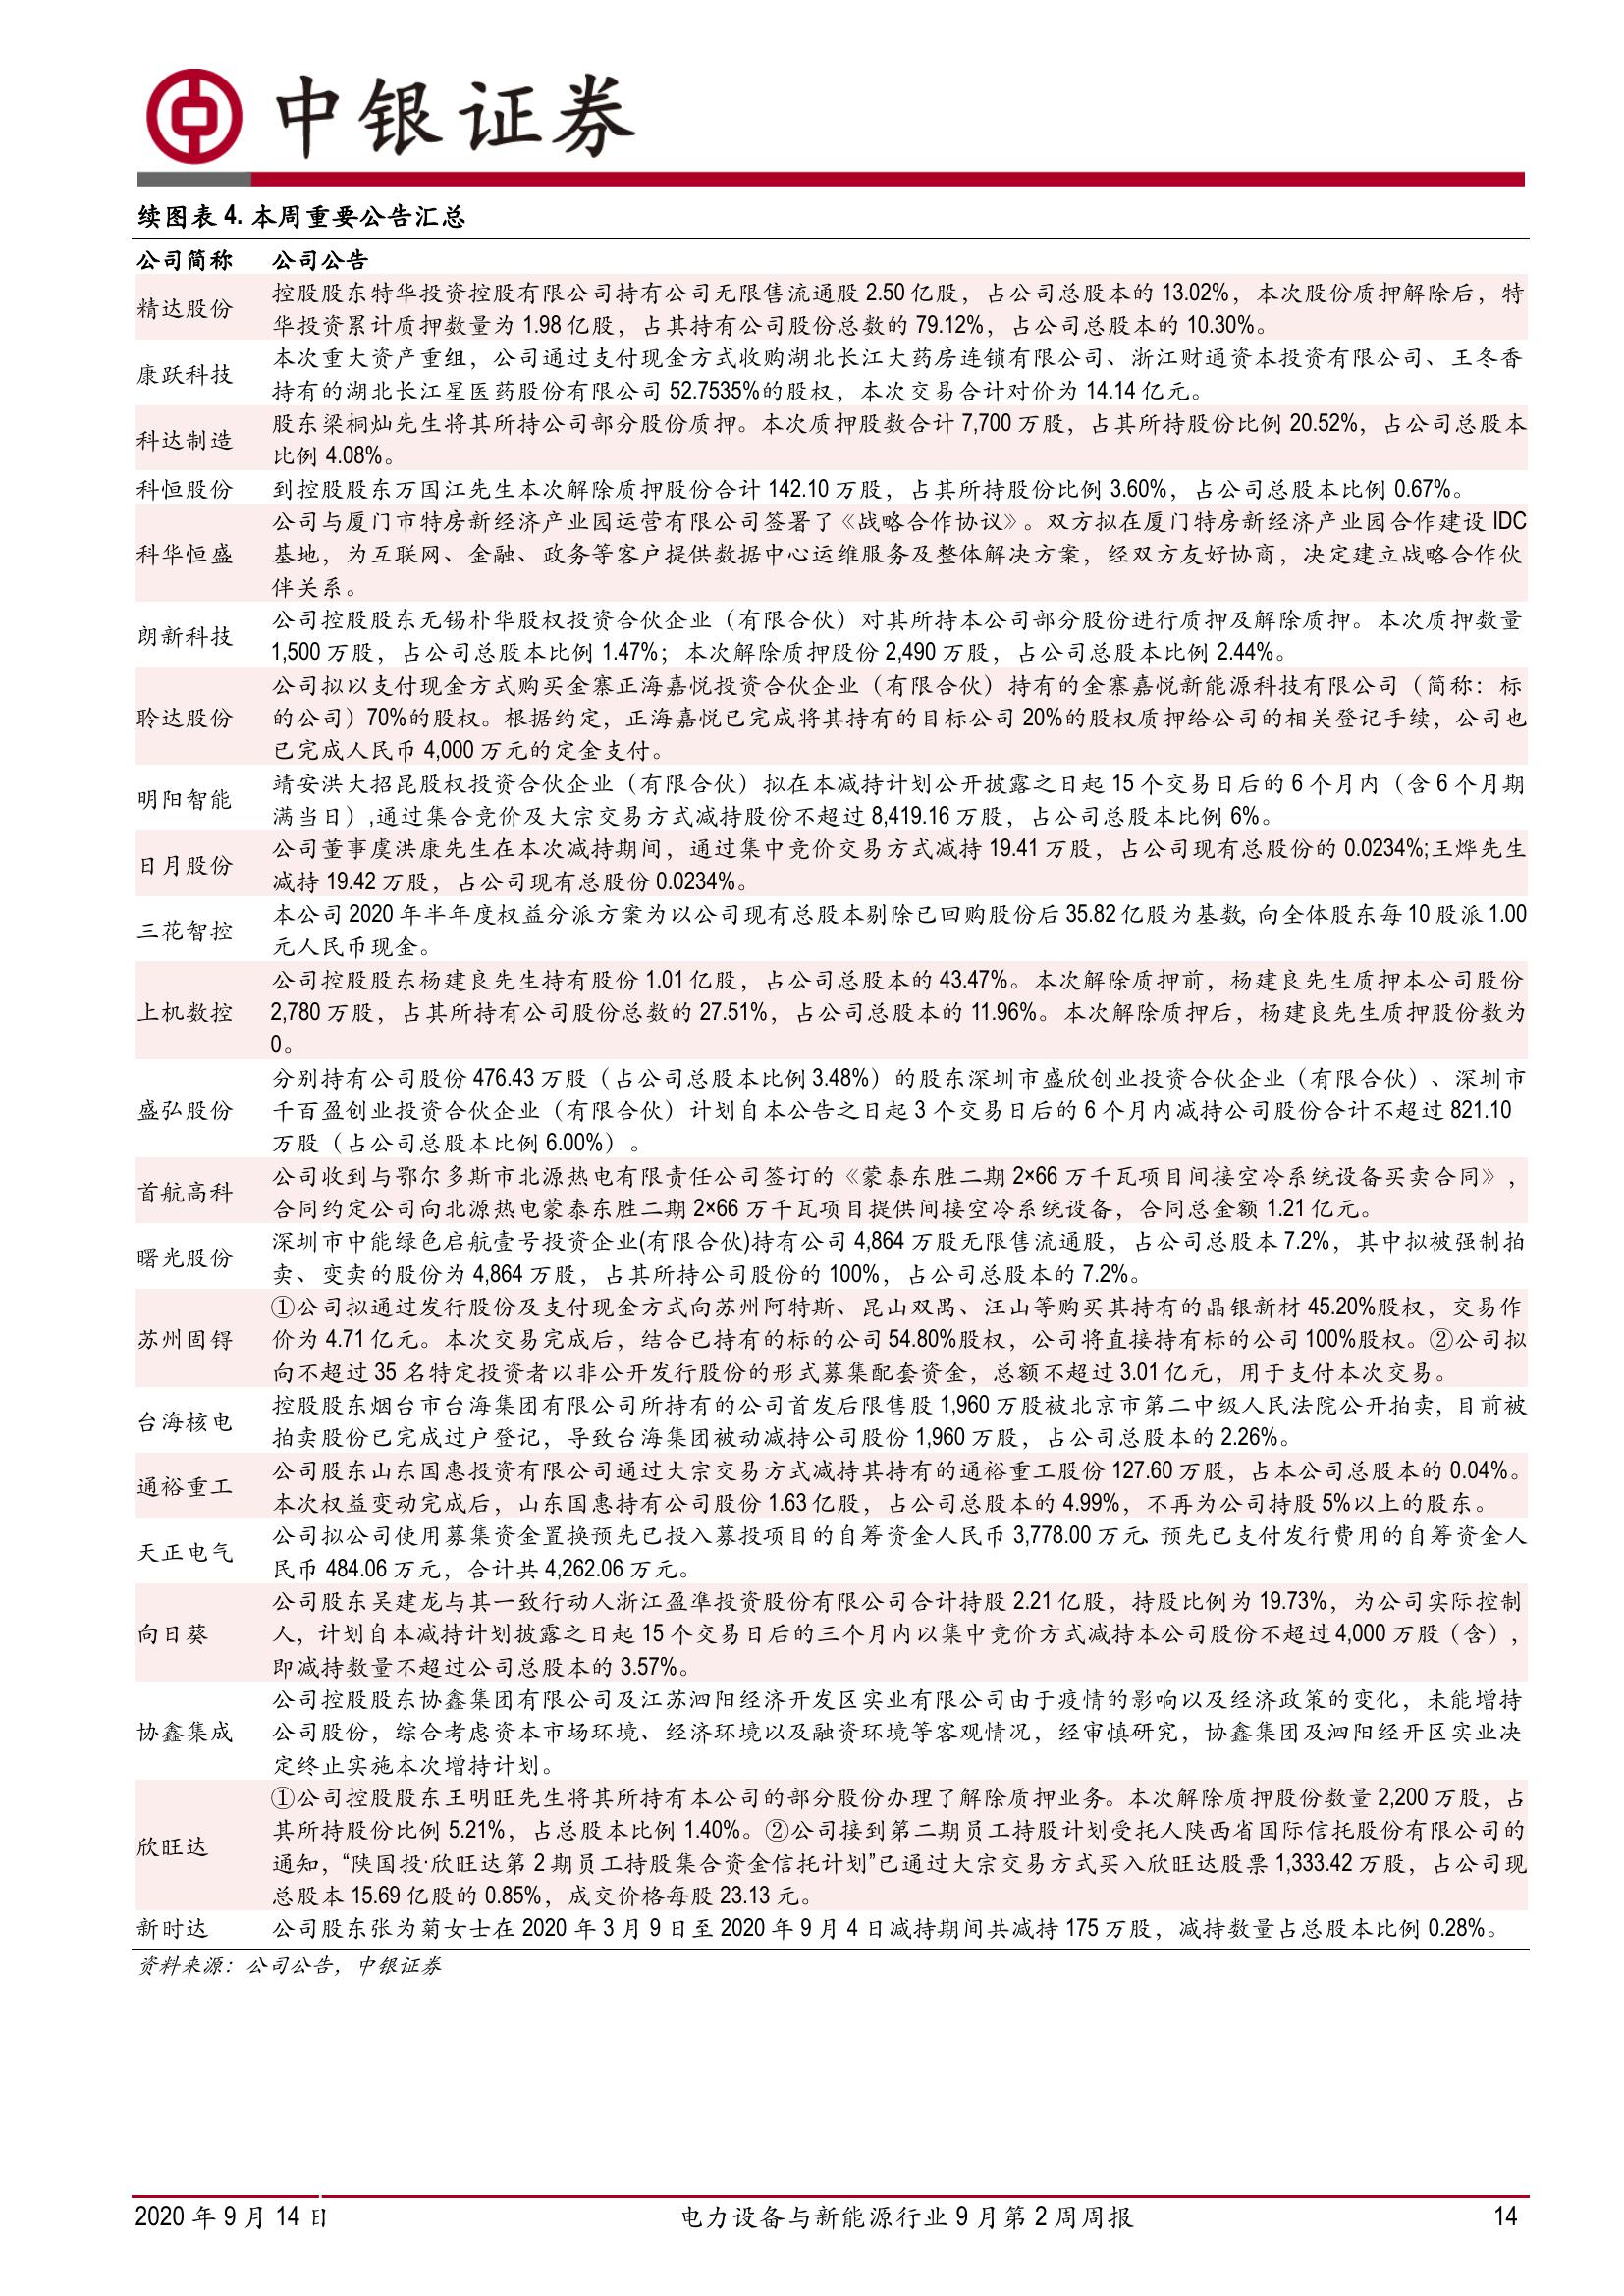 中银证券
续图表 4. 本周重要公告汇总
公司简称 公司公告
精达股份 控股股东特华投资控股有限公司持有公司无限售流通股 2.50 亿股，占公司总股本的 13.02%，本次股份质押解除后，特
华投资累计质押数量为 1.98 亿股，占其持有公司股份总数的 79.12%，占公司总股本的 10.30%。
康跃科技 本次重大资产重组，公司通过支付现金方式收购湖北长江大药房连锁有限公司、浙江财通资本投资有限公司、王冬香
持有的湖北长江星医药股份有限公司 52.7535%的股权，本次交易合计对价为 14.14 亿元。
科达制造 股东梁桐灿先生将其所持公司部分股份质押。本次质押股数合计 7,700 万股，占其所持股份比例 20.52%，占公司总股本
比例 4.08%。
科恒股份 到控股股东万国江先生本次解除质押股份合计 142.10 万股，占其所持股份比例 3.60%，占公司总股本比例 0.67%。
科华恒盛 公司与厦门市特房新经济产业园运营有限公司签署了《战略合作协议》。双方拟在厦门特房新经济产业园合作建设 IDC
基地，为互联网、金融、政务等客户提供数据中心运维服务及整体解决方案，经双方友好协商，决定建立战略合作伙
伴关系。
朗新科技 公司控股股东无锡朴华股权投资合伙企业（有限合伙）对其所持本公司部分股份进行质押及解除质押。本次质押数量
1,500 万股，占公司总股本比例 1.47%；本次解除质押股份 2,490 万股，占公司总股本比例 2.44%。
聆达股份 公司拟以支付现金方式购买金寨正海嘉悦投资合伙企业（有限合伙）持有的金寨嘉悦新能源科技有限公司（简称：标
的公司）70%的股权。根据约定，正海嘉悦已完成将其持有的目标公司 20%的股权质押给公司的相关登记手续，公司也
已完成人民币 4,000 万元的定金支付。
明阳智能 靖安洪大招昆股权投资合伙企业（有限合伙）拟在本减持计划公开披露之日起 15 个交易日后的 6 个月内（含 6 个月期
满当日）,通过集合竞价及大宗交易方式减持股份不超过 8,419.16 万股，占公司总股本比例 6%。
日月股份 公司董事虞洪康先生在本次减持期间，通过集中竞价交易方式减持 19.41 万股，占公司现有总股份的 0.0234%;王烨先生
减持 19.42 万股，占公司现有总股份 0.0234%。
三花智控 本公司 2020 年半年度权益分派方案为以公司现有总股本剔除已回购股份后 35.82 亿股为基数,向全体股东每 10 股派 1.00
元人民币现金。
上机数控 公司控股股东杨建良先生持有股份 1.01 亿股，占公司总股本的 43.47%。本次解除质押前，杨建良先生质押本公司股份
2,780 万股，占其所持有公司股份总数的 27.51%，占公司总股本的 11.96%。本次解除质押后，杨建良先生质押股份数为
0。
盛弘股份 分别持有公司股份 476.43 万股（占公司总股本比例 3.48%）的股东深圳市盛欣创业投资合伙企业（有限合伙）、深圳市
千百盈创业投资合伙企业（有限合伙）计划自本公告之日起 3 个交易日后的 6 个月内减持公司股份合计不超过 821.10
万股（占公司总股本比例 6.00%）。
首航高科 公司收到与鄂尔多斯市北源热电有限责任公司签订的《蒙泰东胜二期 2×66 万千瓦项目间接空冷系统设备买卖合同》，
合同约定公司向北源热电蒙泰东胜二期 2×66 万千瓦项目提供间接空冷系统设备，合同总金额 1.21 亿元。
曙光股份 深圳市中能绿色启航壹号投资企业(有限合伙)持有公司 4,864 万股无限售流通股，占公司总股本 7.2%，其中拟被强制拍
卖、变卖的股份为 4,864 万股，占其所持公司股份的 100%，占公司总股本的 7.2%。
苏州固锝 ①公司拟通过发行股份及支付现金方式向苏州阿特斯、昆山双禺、汪山等购买其持有的晶银新材 45.20%股权，交易作
价为 4.71 亿元。本次交易完成后，结合已持有的标的公司 54.80%股权，公司将直接持有标的公司 100%股权。②公司拟
向不超过 35 名特定投资者以非公开发行股份的形式募集配套资金，总额不超过 3.01 亿元，用于支付本次交易。
台海核电 控股股东烟台市台海集团有限公司所持有的公司首发后限售股 1,960 万股被北京市第二中级人民法院公开拍卖，目前被
拍卖股份已完成过户登记，导致台海集团被动减持公司股份 1,960 万股，占公司总股本的 2.26%。
通裕重工 公司股东山东国惠投资有限公司通过大宗交易方式减持其持有的通裕重工股份 127.60 万股，占本公司总股本的 0.04%。
本次权益变动完成后，山东国惠持有公司股份 1.63 亿股，占公司总股本的 4.99%，不再为公司持股 5%以上的股东。
天正电气 公司拟公司使用募集资金置换预先已投入募投项目的自筹资金人民币 3,778.00 万元、预先已支付发行费用的自筹资金人
民币 484.06 万元，合计共 4,262.06 万元。
向日葵 公司股东吴建龙与其一致行动人浙江盈凖投资股份有限公司合计持股 2.21 亿股，持股比例为 19.73%，为公司实际控制
人，计划自本减持计划披露之日起 15 个交易日后的三个月内以集中竞价方式减持本公司股份不超过 4,000 万股（含），
即减持数量不超过公司总股本的 3.57%。
协鑫集成 公司控股股东协鑫集团有限公司及江苏泗阳经济开发区实业有限公司由于疫情的影响以及经济政策的变化，未能增持
公司股份，综合考虑资本市场环境、经济环境以及融资环境等客观情况，经审慎研究，协鑫集团及泗阳经开区实业决
定终止实施本次增持计划。
欣旺达 ①公司控股股东王明旺先生将其所持有本公司的部分股份办理了解除质押业务。本次解除质押股份数量 2,200 万股，占
其所持股份比例 5.21%，占总股本比例 1.40%。②公司接到第二期员工持股计划受托人陕西省国际信托股份有限公司的
通知，“陕国投·欣旺达第 2 期员工持股集合资金信托计划”已通过大宗交易方式买入欣旺达股票 1,333.42 万股，占公司现
总股本 15.69 亿股的 0.85%，成交价格每股 23.13 元。
新时达 公司股东张为菊女士在 2020 年 3 月 9 日至 2020 年 9 月 4 日减持期间共减持 175 万股，减持数量占总股本比例 0.28%。
资料来源：公司公告，中银证券
2020 年 9 月 14 日 电力设备与新能源行业 9 月第 2 周周报 14